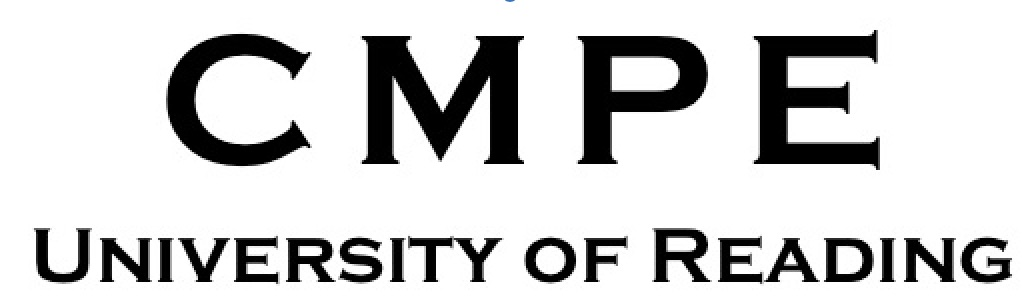 CMPE
UNIVERSITY OF READING